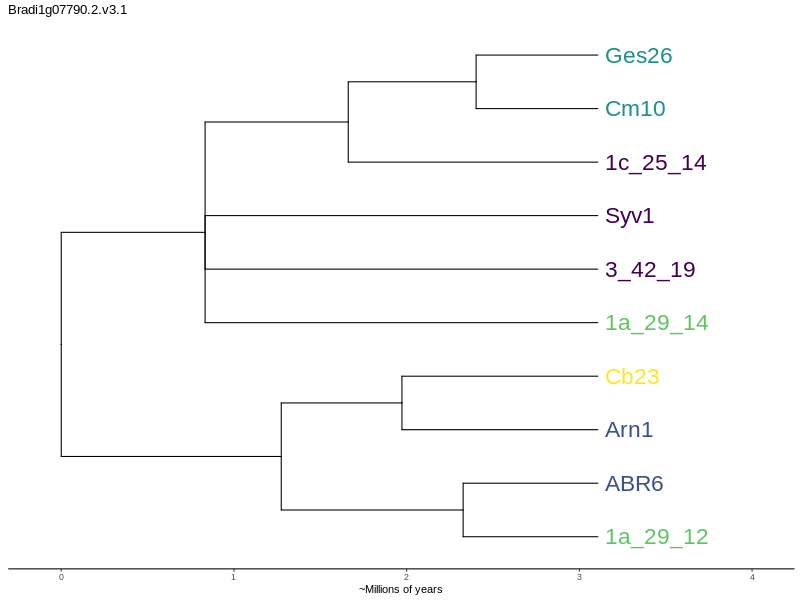 Bradi1g07790.2.v3.1
Ges26
Cm10
1c_25_14
Syv1
3_42_19
1a_29_14
Cb23
Arn1
ABR6
1a_29_12
0 1 2 3 4
~Millions of years